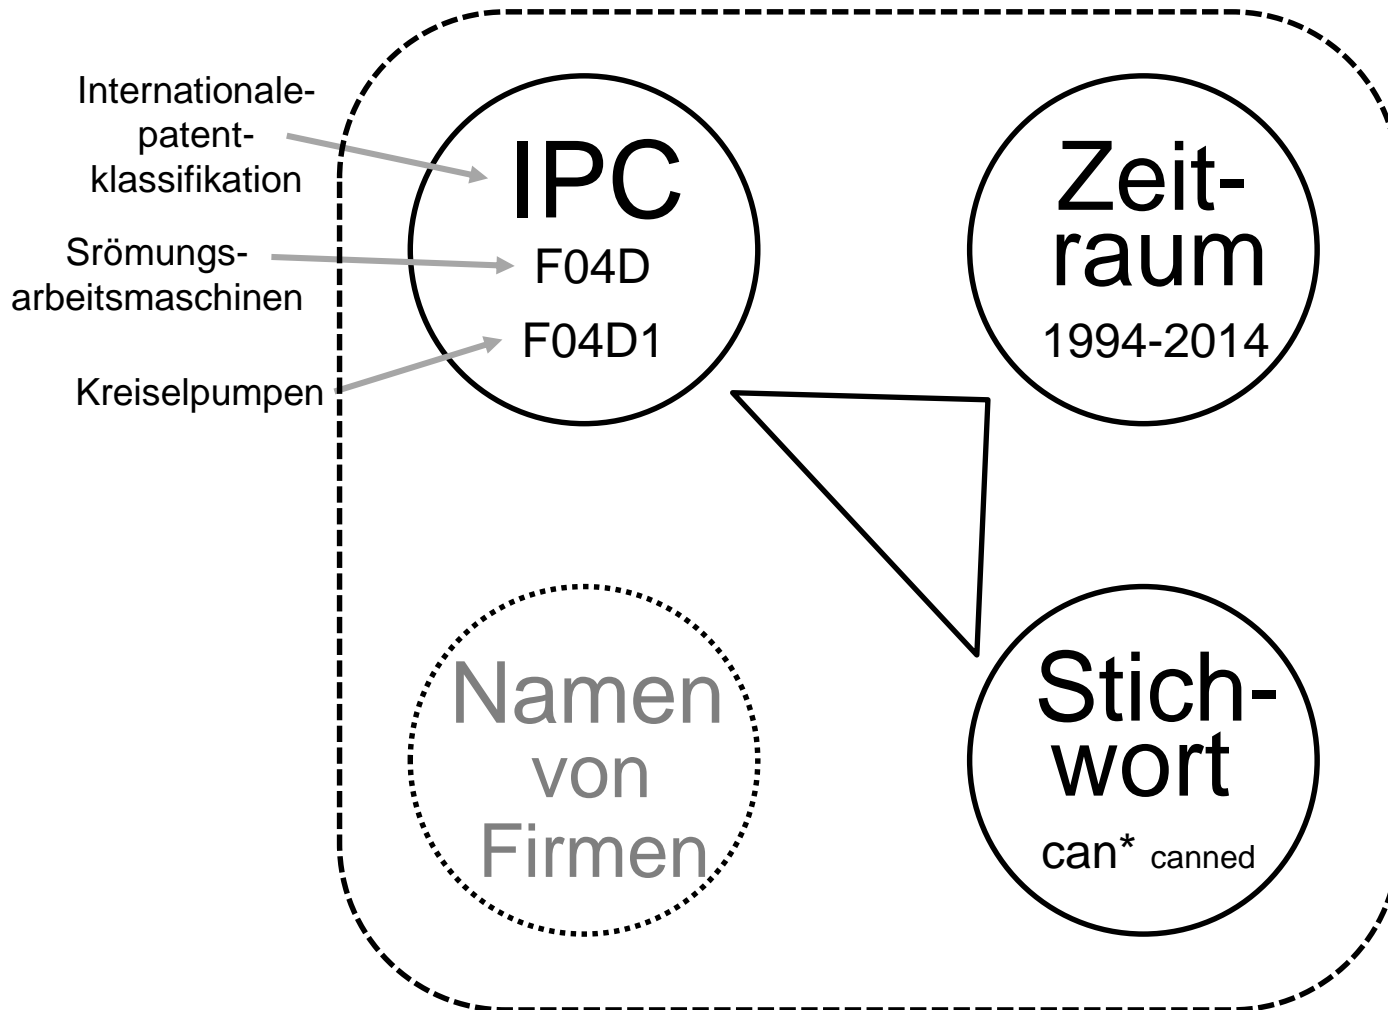 Internationale-
patent-
klassifikation
Srömungs-
arbeitsmaschinen
Kreiselpumpen
IPC
F04D
F04D1
Zeit-
raum
1994-2014
Namen
von
Firmen
Stich-
wort
can* canned